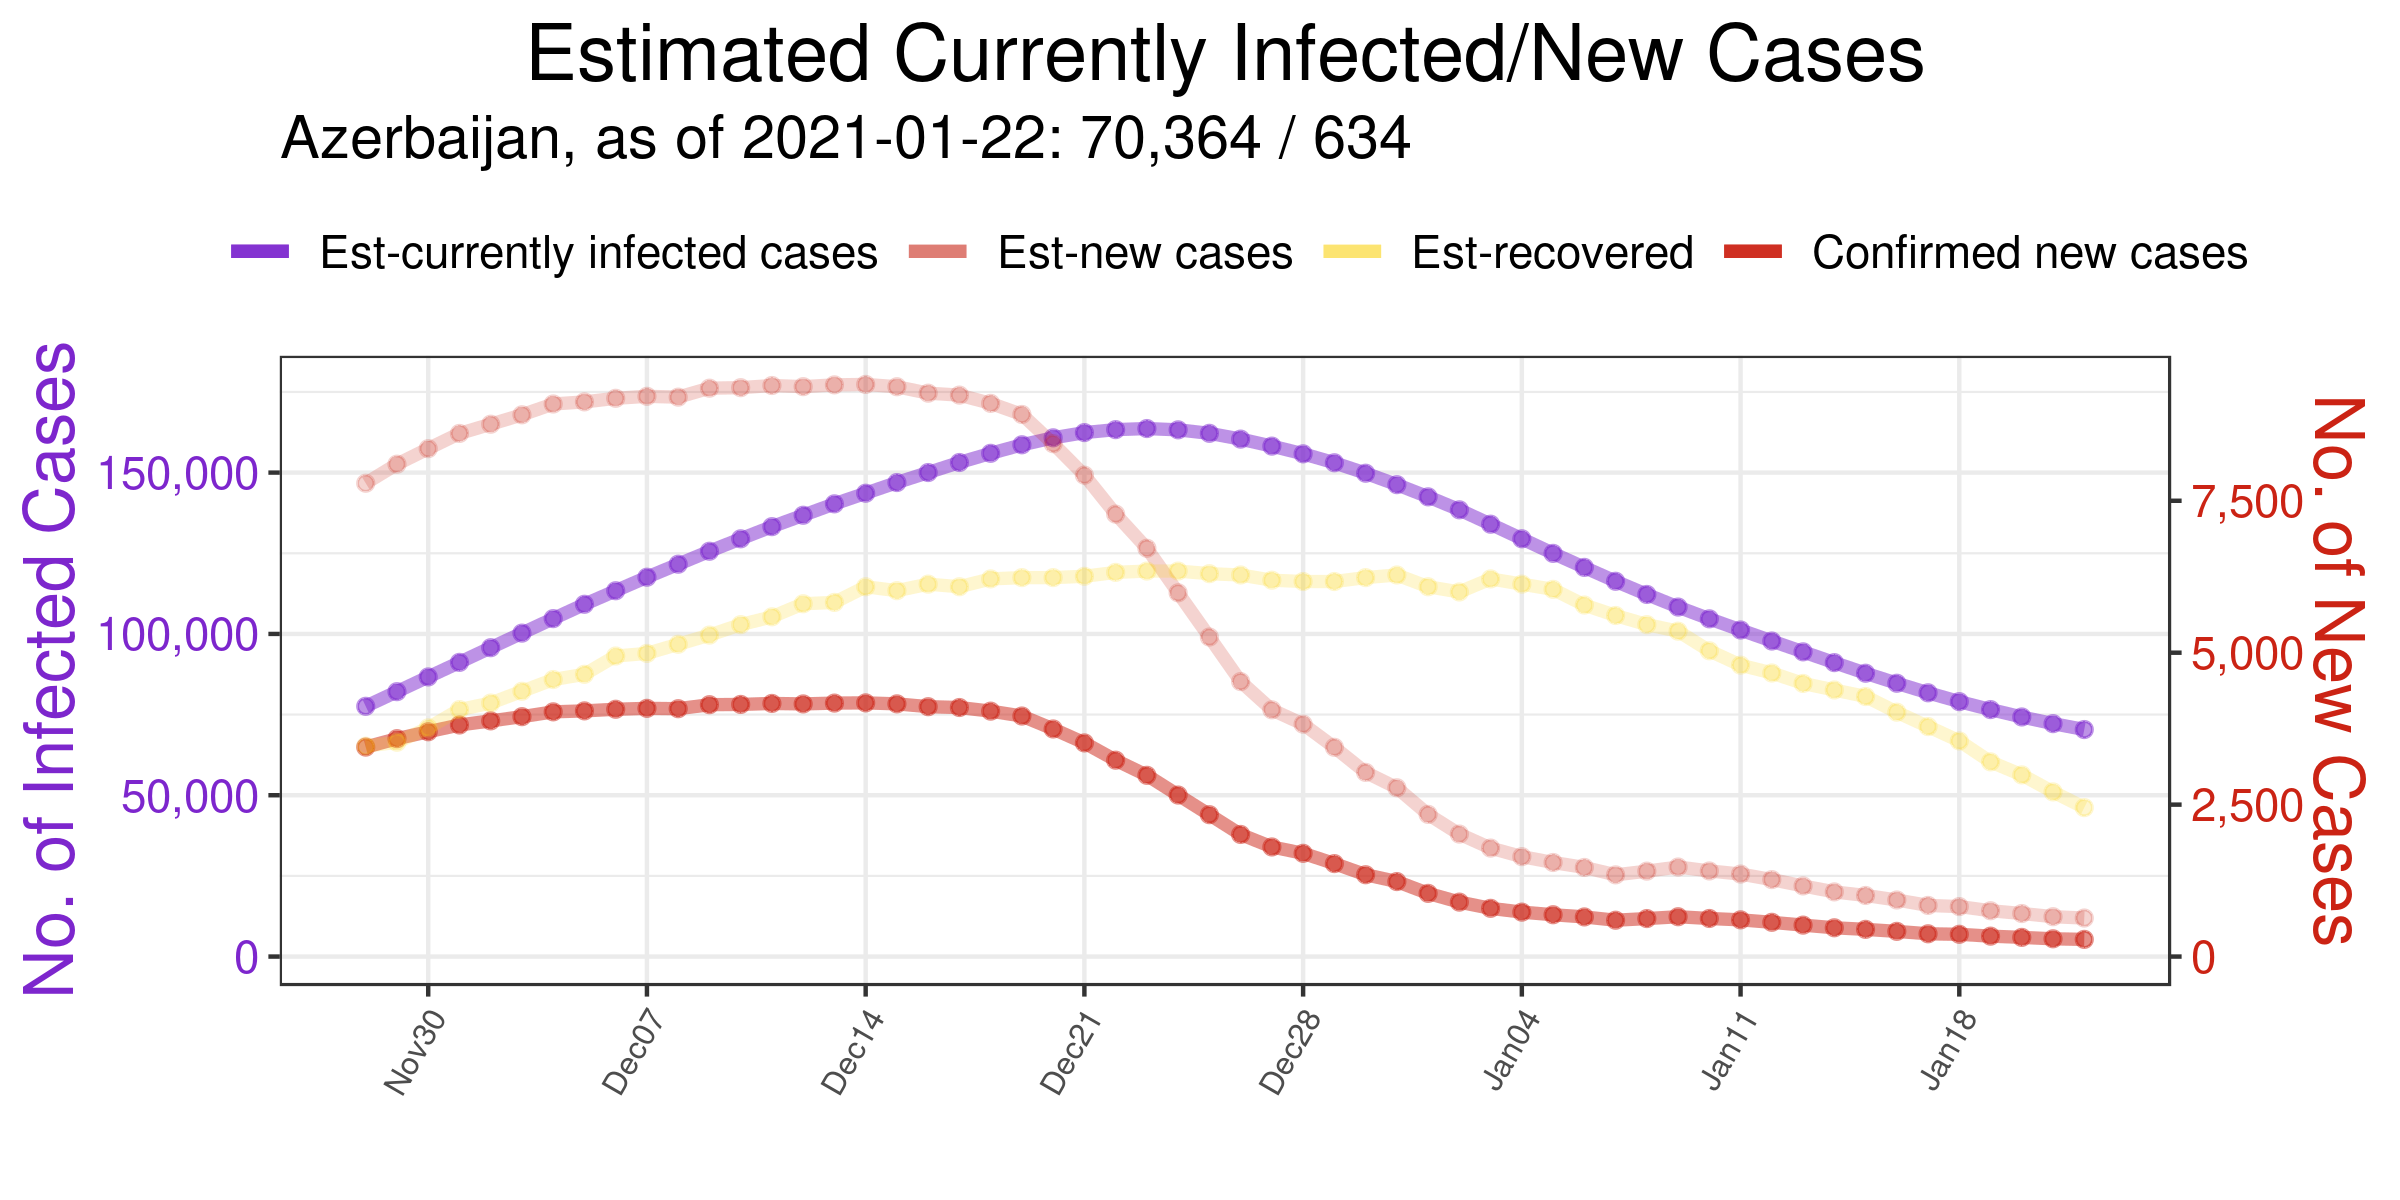 Estimated Currently Infected/New Cases
Azerbaijan, as of 2021-01-22: 70,364 / 634
Est-currently infected cases
Est-new cases
Est-recovered
Confirmed new cases
No. of Infected Cases
150,000
100,000
50,000
0
No. of New Cases
7,500
5,000
2,500
0
Nov30
Dec07
Dec14
Dec21
Dec28
Jan04
Jan11
Jan18